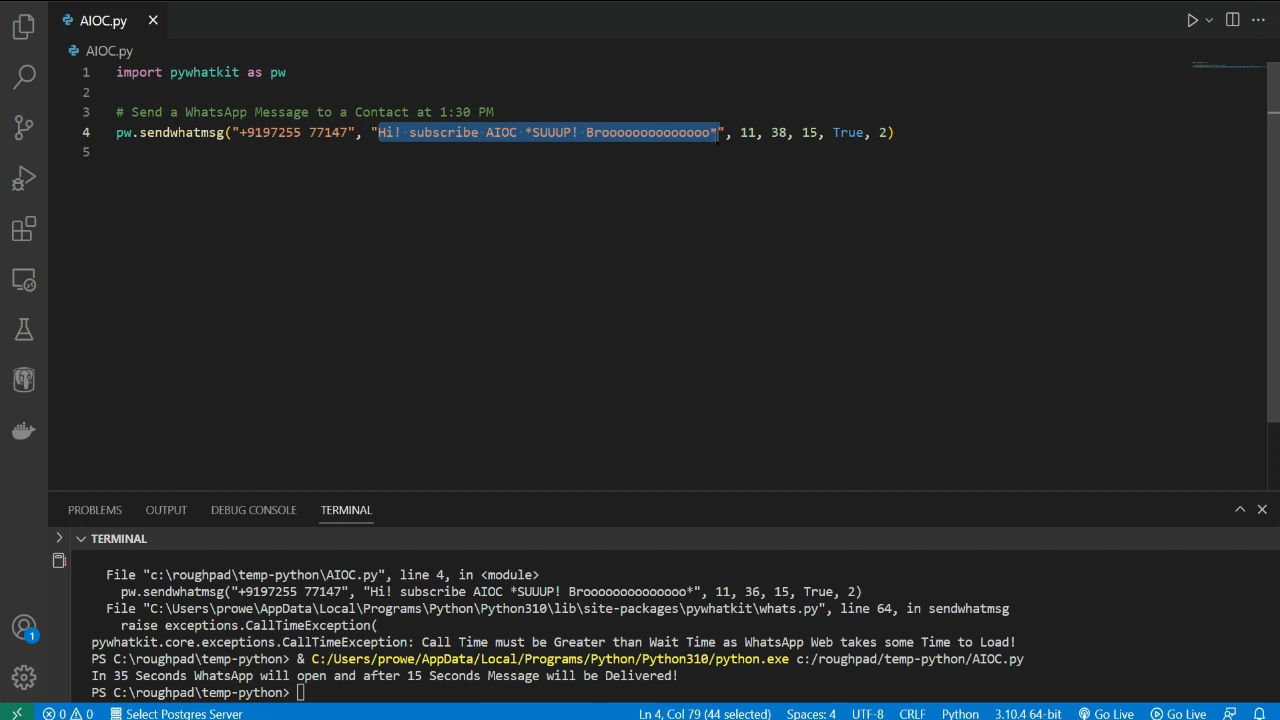 AIOC.py
AIOC.py
1 import pywhatkit as pw
2
3 # Send a WhatsApp Message to a Contact at 1:30 PM
4 pw.sendwhatmsg("+9197255 77147", "Hi! subscribe AIOC *SUUUP! Broooooooooooooo*", 11, 38, 15, True, 2)
5
PROBLEMS OUTPUT DEBUG CONSOLE TERMINAL
TERMINAL
File "c:\roughpad\temp-python\AIOC.py", line 4, in <module>
pw.sendwhatmsg("+9197255 77147", "Hi! subscribe AIOC *SUUUP! Broooooooooooooo*", 11, 36, 15, True, 2)
File "C:\Users\prowe\AppData\Local\Programs\Python\Python310\lib\site-packages\pywhatkit\whats.py", line 64, in sendwhatmsg
raise exceptions.CallTimeException(
pywhatkit.core.exceptions.CallTimeException: Call Time must be Greater than Wait Time as WhatsApp Web takes some Time to Load!
PS C:\roughpad\temp-python> & C:/Users/prowe/AppData/Local/Programs/Python/Python310/python.exe c:/roughpad/temp-python/AIOC.py
In 35 Seconds WhatsApp will open and after 15 Seconds Message will be Delivered!
PS C:\roughpad\temp-python>
1
0 0 Select Postgres Server Ln 4, Col 79 (44 selected) Spaces: 4 UTF-8 CRLF Python 3.10.4 64-bit Go Live Go Live